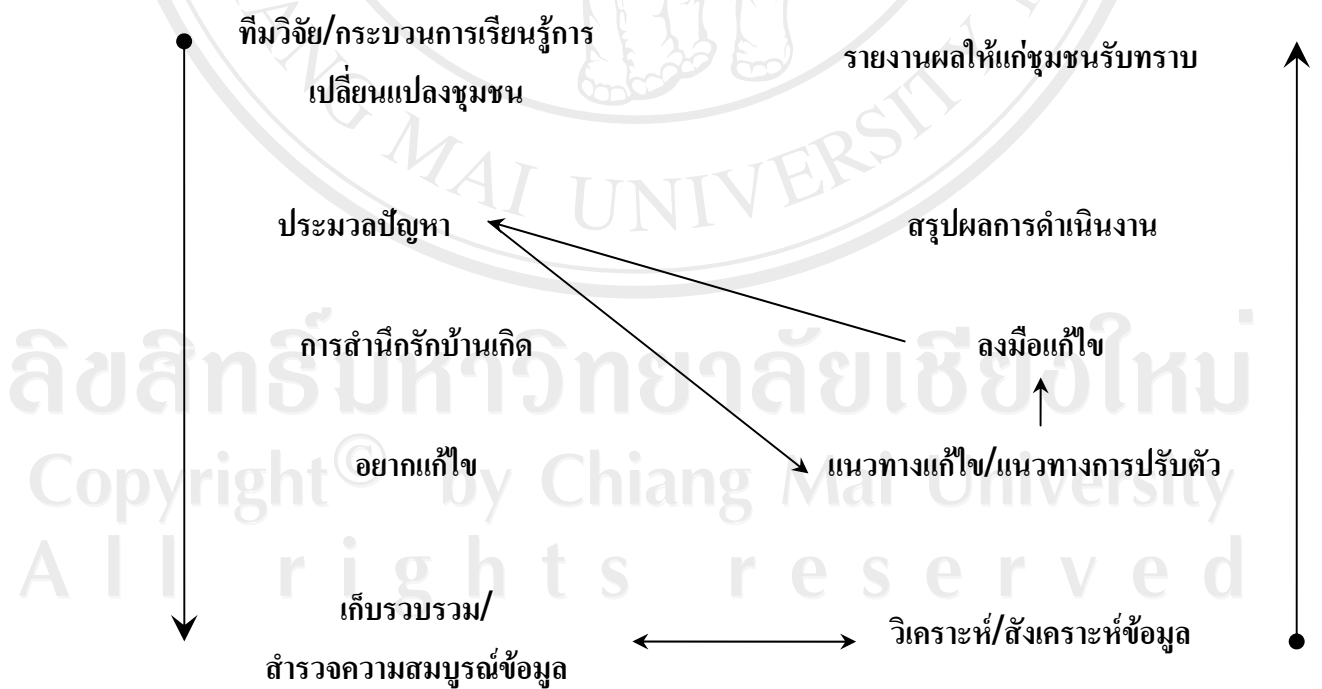 ทีมวิจัย/กระบวนการเรียนรู้การ
เปลี่ยนแปลงชุมชน
รายงานผลให้แก่ชุมชนรับทราบ
ANG MAI UNIVERSIT
ประมวลปัญหา
สรุปผลการดำเนินงาน
การสำนึกรักบ้านเกิด
ลงมือแก้ไข
ลิขสิทธิ์มหาวิทยาลัยเชียงใหม่
อยากแก้ไข
แนวทางแก้ไข/แนวทางการปรับตัว
Copyright© by Chiang Mai University
All rights reserved
เก็บรวบรวม/
สำรวจความสมบูรณ์ข้อมูล
วิเคราะห์/สังเคราะห์ข้อมูล